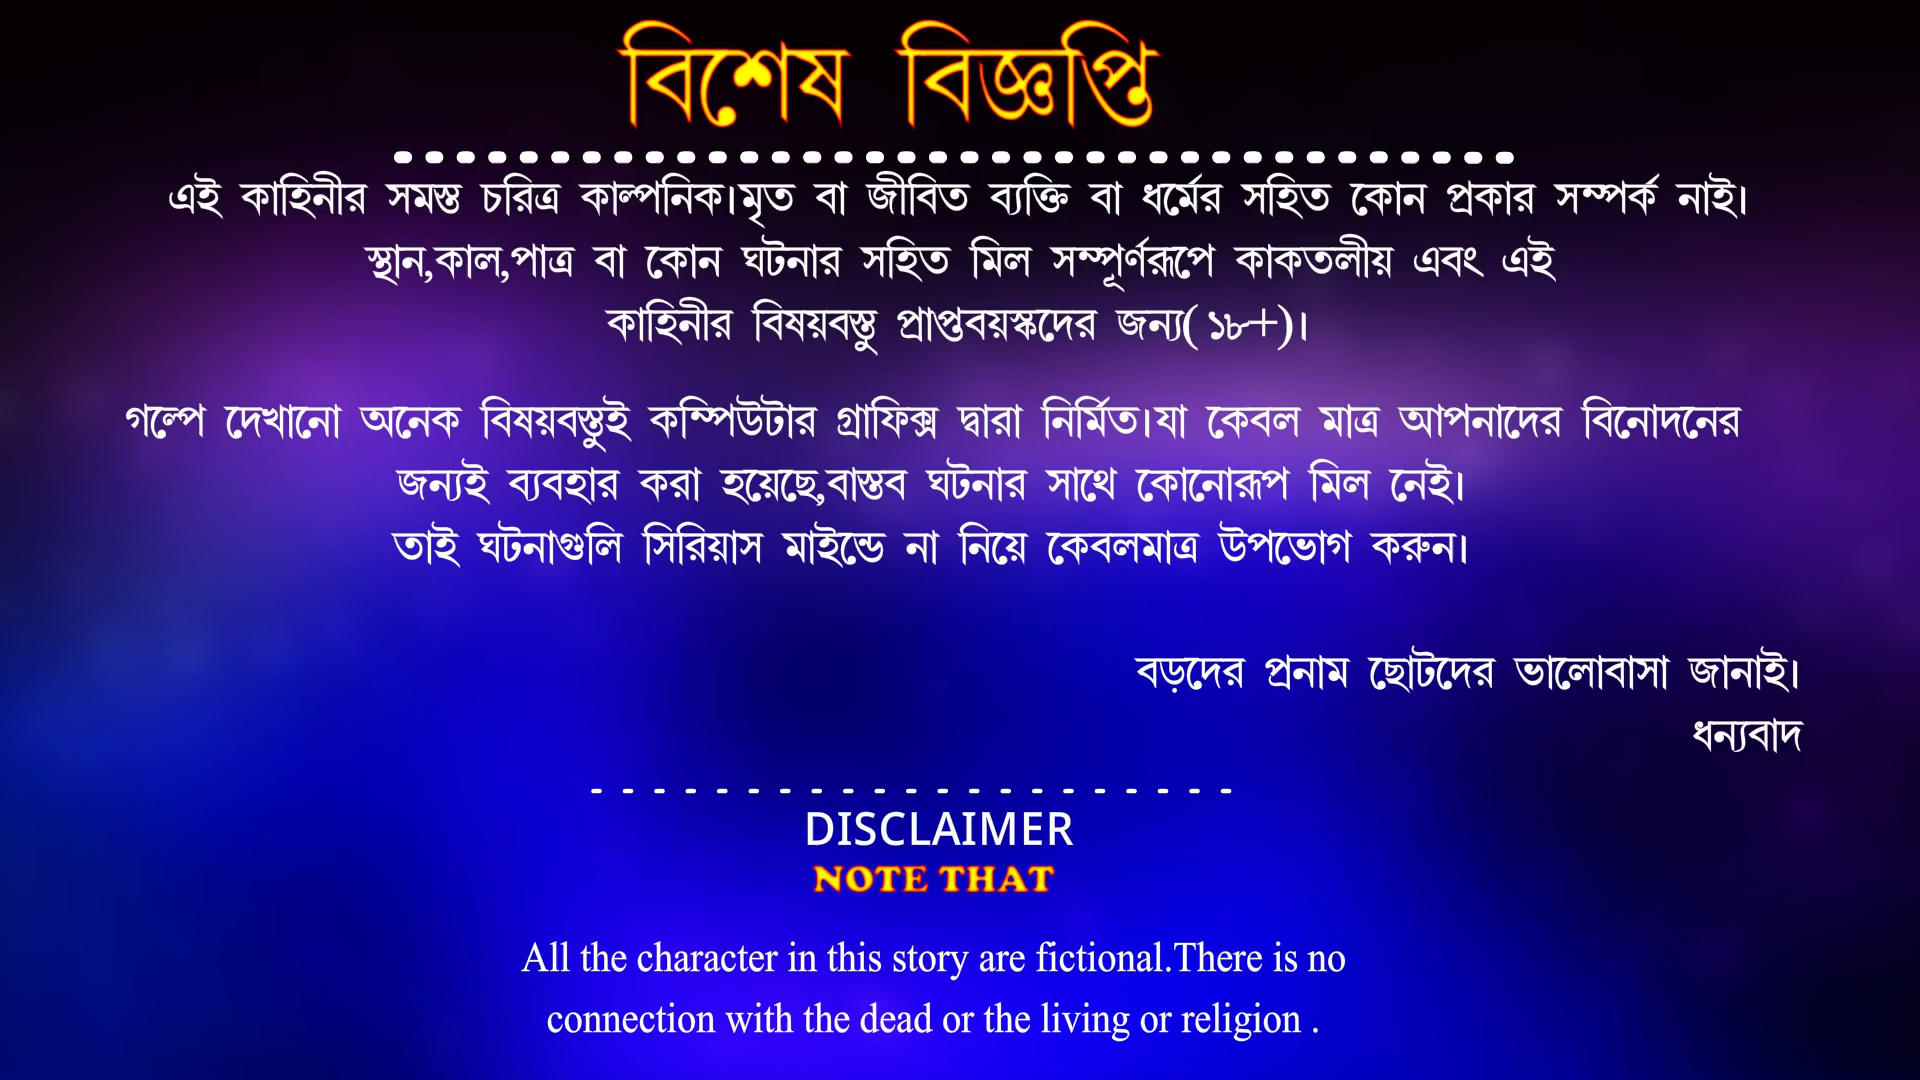 বিশেষ বিজ্ঞপ্তি
এই কাহিনীর সমস্ত চরিত্র কাল্পনিক।মৃত বা জীবিত ব্যক্তি বা ধর্মের সহিত কোন প্রকার সম্পর্ক নাই।
স্থান,কাল,পাত্র বা কোন ঘটনার সহিত মিল সম্পূর্ণরূপে কাকতলীয় এবং এই
কাহিনীর বিষয়বস্তু প্রাপ্তবয়স্কদের জন্য(১৮+)।
গল্পে দেখানো অনেক বিষয়বস্তুই কম্পিউটার গ্রাফিক্স দ্বারা নির্মিত।যা কেবল মাত্র আপনাদের বিনোদনের
জন্যই ব্যবহার করা হয়েছে,বাস্তব ঘটনার সাথে কোনোরূপ মিল নেই।
তাই ঘটনাগুলি সিরিয়াস মাইন্ডে না নিয়ে কেবলমাত্র উপভোগ করুন।
বড়দের প্রনাম ছোটদের ভালোবাসা জানাই।
ধন্যবাদ
DISCLAIMER
NOTE THAT
All the character in this story are fictional.There is no
connection with the dead or the living or religion .